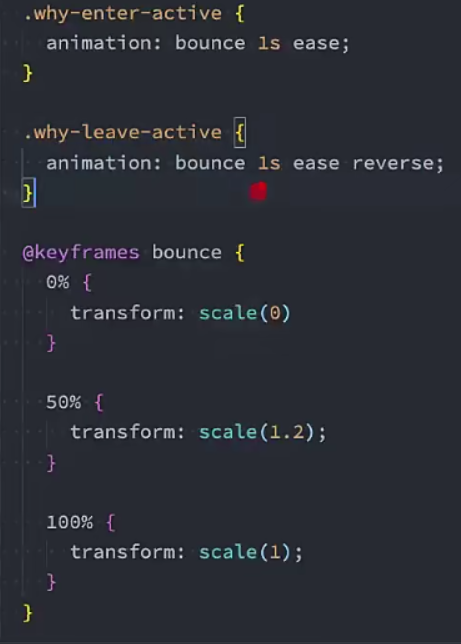 .why-enter-active {
animation: bounce 1s ease;
}
.why-leave-active {
animation: bounce 1s ease reverse;
}
@keyframes bounce {
0% {
transform: scale(0)
}
50% {
transform: scale(1.2);
}
100% {
transform: scale(1);
}
}